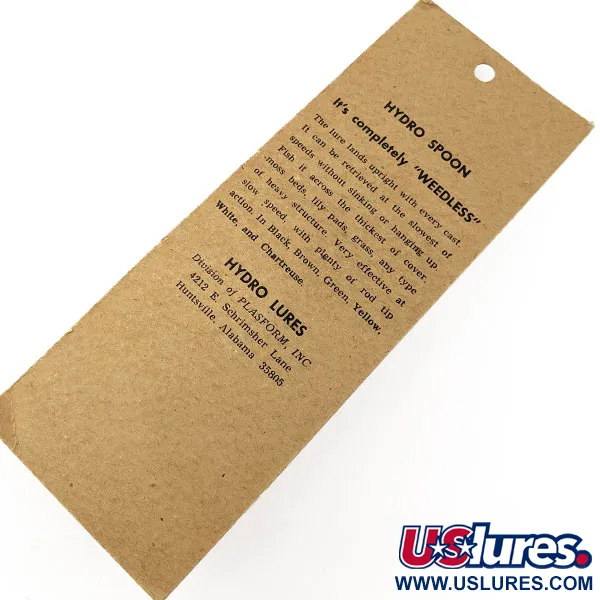 HYDRO SPOON
It's completely "WEEDLESS"
The lure lands upright with every cast.
It can be retrieved at the slowest of
speeds without sinking or hanging up.
Fish it across the thickest of cover
moss beds, lily pads, grass, any type
of heavy structure. Very effective at
slow speed, with plenty of rod tip
action. In Black, Brown, Green, Yellow,
White, and Chartreuse.
HYDRO LURES
Division of PLASFORM, INC.
4212 E. Schrimsher Lane
Huntsville, Alabama 35805
USlures.
WWW.USLURES.COM